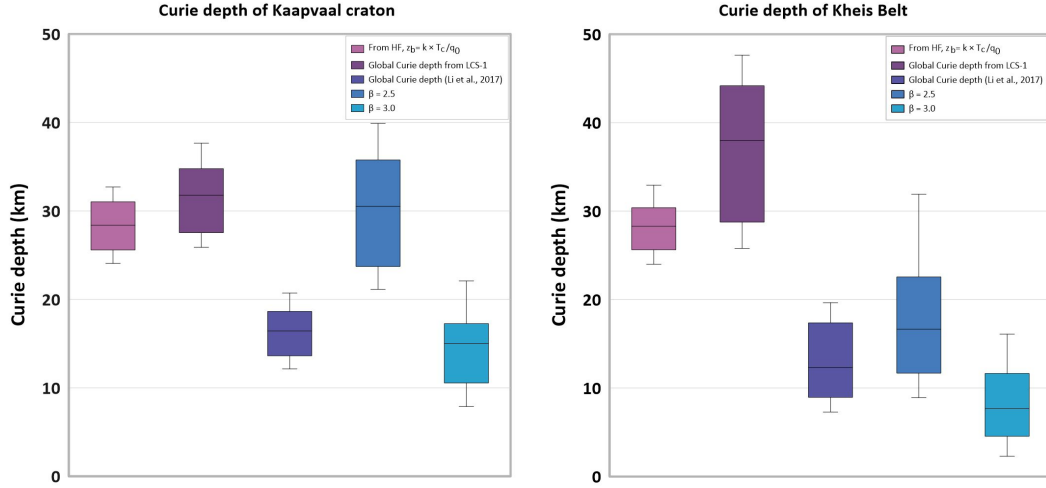 Curie depth of Kaapvaal craton
50
40
30
20
10
0
Curie depth (km)
From HF, z_b= k × T_c/q_0
Global Curie depth from LCS-1
Global Curie depth (Li et al., 2017)
β = 2.5
β = 3.0
Curie depth of Kheis Belt
50
40
30
20
10
0
Curie depth (km)
From HF, z_b= k × T_c/q_0
Global Curie depth from LCS-1
Global Curie depth (Li et al., 2017)
β = 2.5
β = 3.0